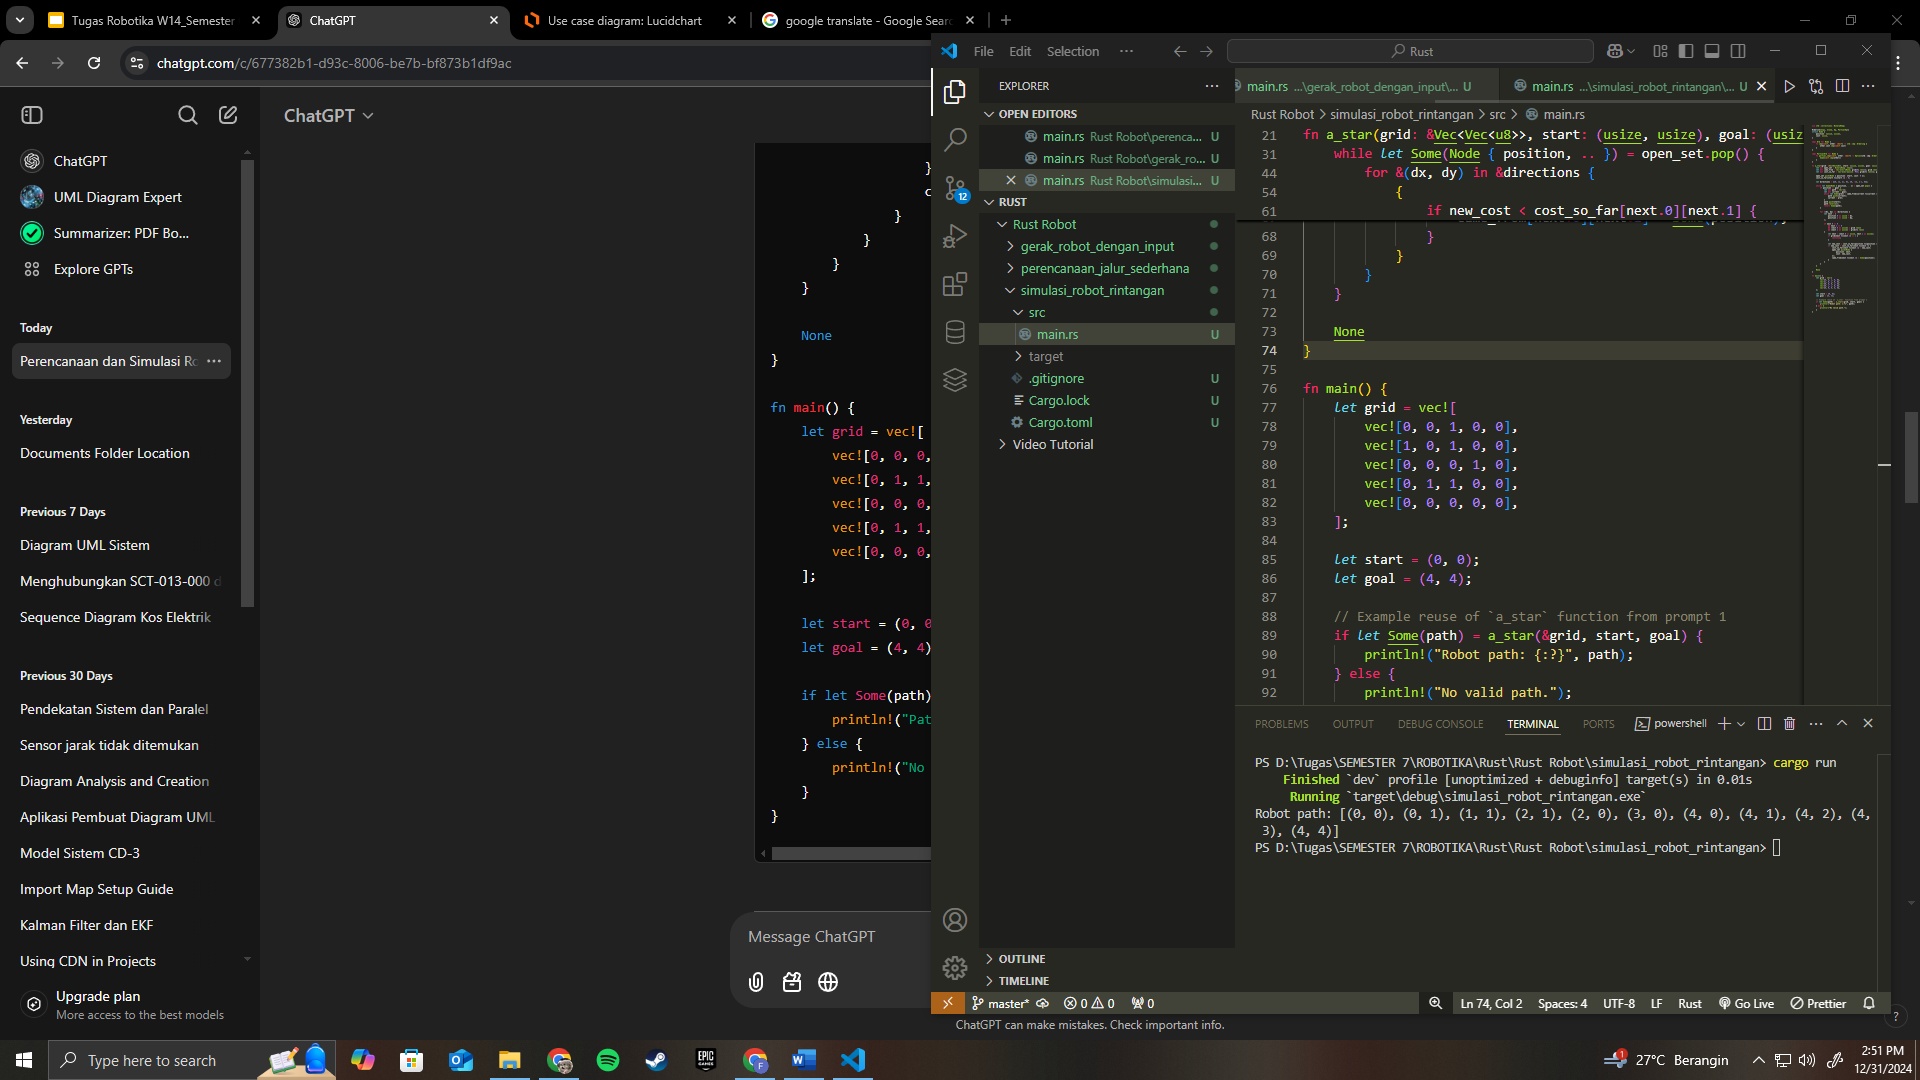 Tugas Robotika W14_Semester
ChatGPT
Use case diagram: Lucidchart
google translate - Google Sear
chatgpt.com/c/677382b1-d93c-8006-be7b-bf873b1df9ac
ChatGPT
ChatGPT
UML Diagram Expert
Summarizer: PDF Bo...
Explore GPTs
Today
Perencanaan dan Simulasi Ro
Yesterday
Documents Folder Location
Previous 7 Days
Diagram UML Sistem
Menghubungkan SCT-013-000 d
Sequence Diagram Kos Elektrik
Previous 30 Days
Pendekatan Sistem dan Paralel
Sensor jarak tidak ditemukan
Diagram Analysis and Creation
Aplikasi Pembuat Diagram UML
Model Sistem CD-3
Import Map Setup Guide
Kalman Filter dan EKF
Using CDN in Projects
Upgrade plan
More access to the best models
}
c
}
}
}
}
None
}
fn main() {
let grid = vec![
vec![0, 0, 0,
vec![0, 1, 1,
vec![0, 0, 0,
vec![0, 1, 1,
vec![0, 0, 0,
];
let start = (0, 0
let goal = (4, 4)
if let Some(path)
println!("Pat
} else {
println!("No
}
}
Message ChatGPT
ChatGPT can make mistakes. Check important info.
?
File Edit Selection ...
Rust
EXPLORER
OPEN EDITORS
main.rs Rust Robot\perenca... U
main.rs Rust Robot\gerak_ro... U
main.rs Rust Robot\simulasi... U
12
RUST
Rust Robot
gerak_robot_dengan_input
perencanaan_jalur_sederhana
simulasi_robot_rintangan
src
main.rs U
target
.gitignore U
Cargo.lock U
Cargo.toml U
Video Tutorial
OUTLINE
TIMELINE
main.rs ...\gerak_robot_dengan_input\... U
main.rs ...\simulasi_robot_rintangan\... U
Rust Robot > simulasi_robot_rintangan > src > main.rs
21 fn a_star(grid: &Vec<Vec<u8>>, start: (usize, usize), goal: (usiz
31 while let Some(Node { position, .. }) = open_set.pop() {
44 for &(dx, dy) in &directions {
54 {
61 if new_cost < cost_so_far[next.0][next.1] {
68 }
69 }
70 }
71 }
72
73 None
74 }
75
76 fn main() {
77 let grid = vec![
78 vec![0, 0, 1, 0, 0],
79 vec![1, 0, 1, 0, 0],
80 vec![0, 0, 0, 1, 0],
81 vec![0, 1, 1, 0, 0],
82 vec![0, 0, 0, 0, 0],
83 ];
84
85 let start = (0, 0);
86 let goal = (4, 4);
87
88 // Example reuse of `a_star` function from prompt 1
89 if let Some(path) = a_star(&grid, start, goal) {
90 println!("Robot path: {:?}", path);
91 } else {
92 println!("No valid path.");
PROBLEMS OUTPUT DEBUG CONSOLE TERMINAL PORTS powershell
PS D:\Tugas\SEMESTER 7\ROBOTIKA\Rust\Rust Robot\simulasi_robot_rintangan> cargo run
Finished `dev` profile [unoptimized + debuginfo] target(s) in 0.01s
Running `target\debug\simulasi_robot_rintangan.exe`
Robot path: [(0, 0), (0, 1), (1, 1), (2, 1), (2, 0), (3, 0), (4, 0), (4, 1), (4, 2), (4,
3), (4, 4)]
PS D:\Tugas\SEMESTER 7\ROBOTIKA\Rust\Rust Robot\simulasi_robot_rintangan>
master* 0 0 0 Ln 74, Col 2 Spaces: 4 UTF-8 LF Rust Go Live Prettier
Type here to search
EPIC GAMES
1
27°C Berangin
2:51 PM
12/31/2024